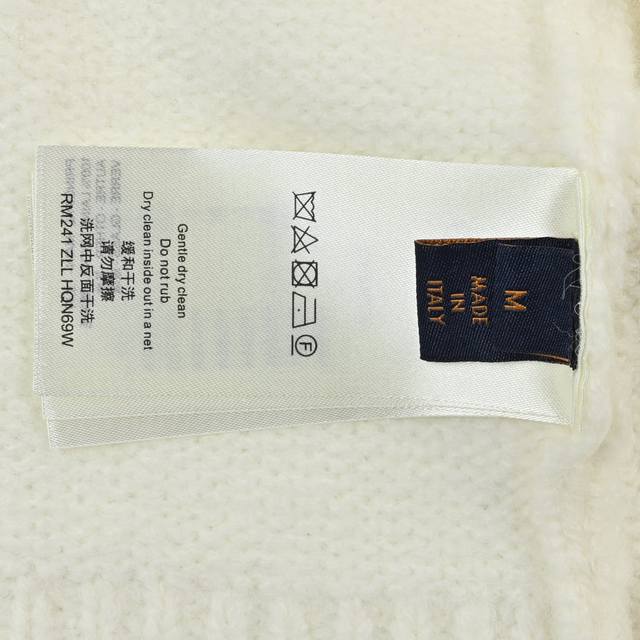 M
MADE
IN
ITALY
F
Gentle dry clean
Do not rub
缓和干洗
请勿摩擦
Dry clean inside out in a net
洗网中反面干洗
RM241 ZLL HQN69W